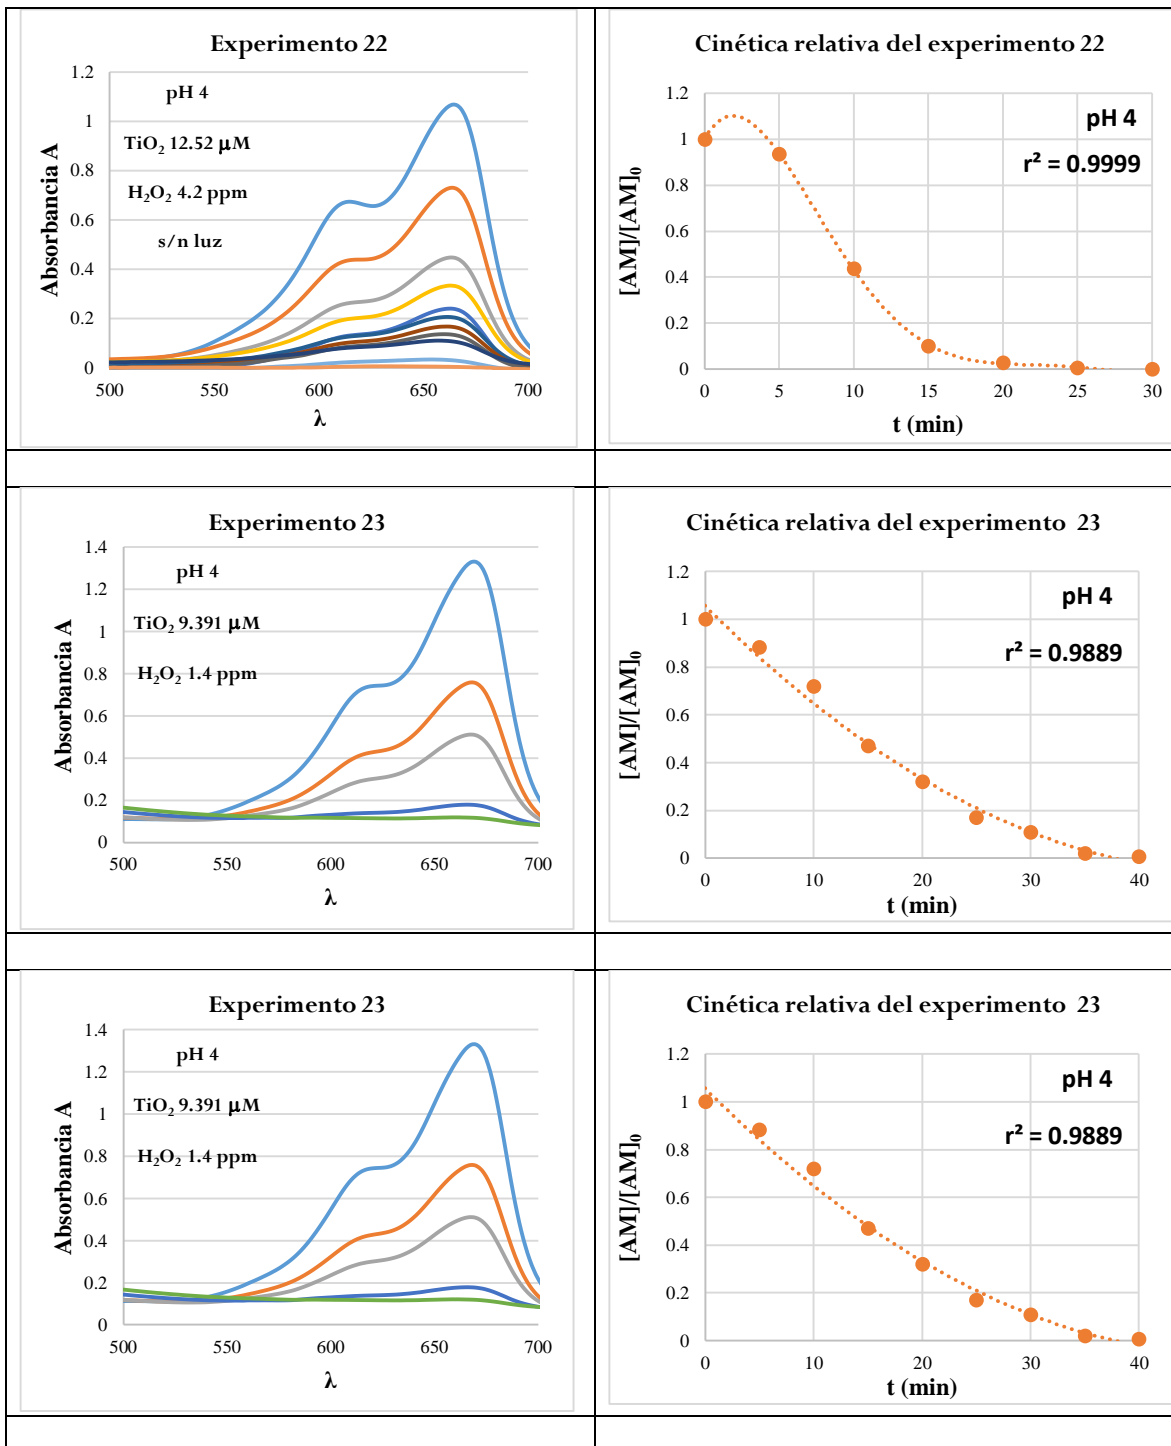 Experimento 22
1.2
1
0.8
0.6
0.4
0.2
0
Absorbancia A
pH 4
TiO₂ 12.52 μM
H₂O₂ 4.2 ppm
s/n luz
500 550 600 650 700
λ
Cinética relativa del experimento 22
1.2
1
0.8
0.6
0.4
0.2
0
[AM]/[AM]₀
pH 4
r² = 0.9999
0 5 10 15 20 25 30
t (min)
Experimento 23
1.4
1.2
1
0.8
0.6
0.4
0.2
0
Absorbancia A
pH 4
TiO₂ 9.391 μM
H₂O₂ 1.4 ppm
500 550 600 650 700
λ
Cinética relativa del experimento 23
1.2
1
0.8
0.6
0.4
0.2
0
[AM]/[AM]₀
pH 4
r² = 0.9889
0 10 20 30 40
t (min)
Experimento 23
1.4
1.2
1
0.8
0.6
0.4
0.2
0
Absorbancia A
pH 4
TiO₂ 9.391 μM
H₂O₂ 1.4 ppm
500 550 600 650 700
λ
Cinética relativa del experimento 23
1.2
1
0.8
0.6
0.4
0.2
0
[AM]/[AM]₀
pH 4
r² = 0.9889
0 10 20 30 40
t (min)